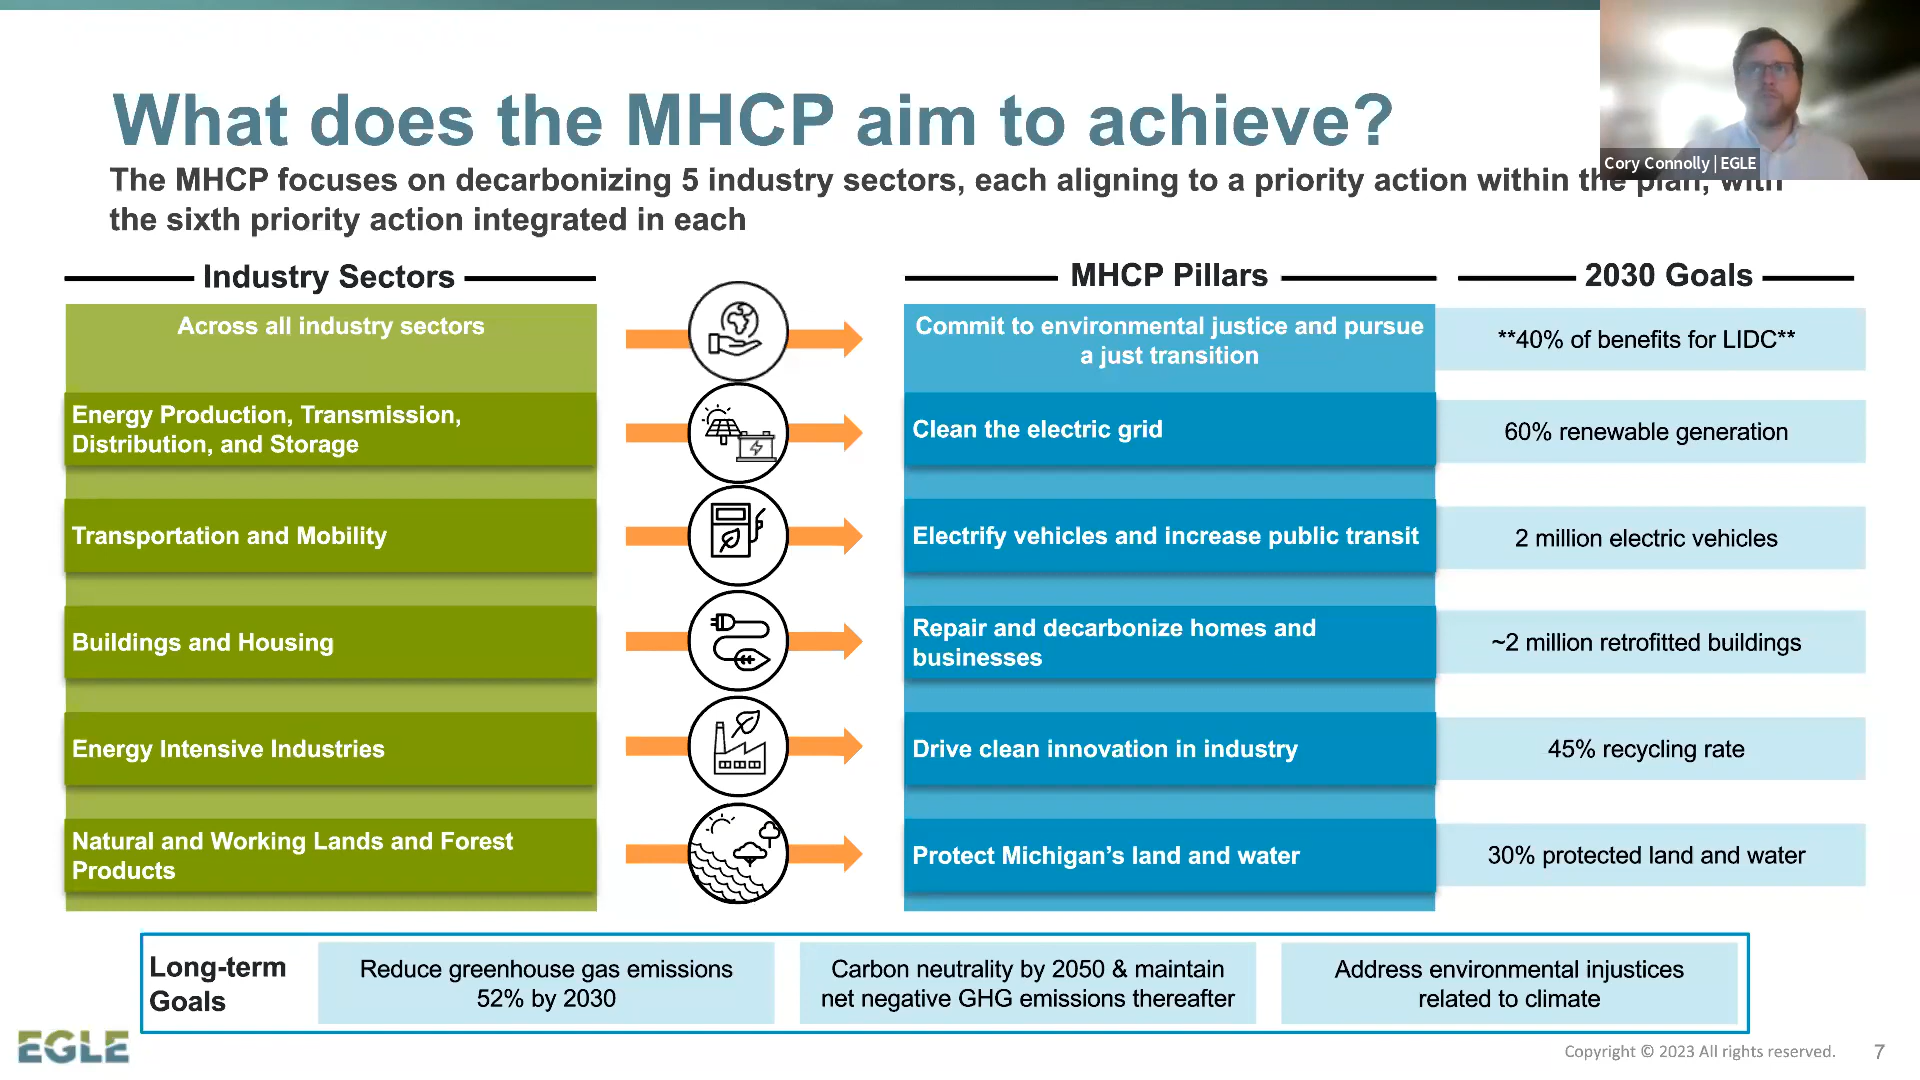 What does the MHCP aim to achieve?
Cory Connolly | EGLE
The MHCP focuses on decarbonizing 5 industry sectors, each aligning to a priority action within the plan, with
the sixth priority action integrated in each
Industry Sectors
MHCP Pillars
2030 Goals
Across all industry sectors
Commit to environmental justice and pursue
a just transition
**40% of benefits for LIDC**
Energy Production, Transmission,
Distribution, and Storage
Clean the electric grid
60% renewable generation
Transportation and Mobility
Electrify vehicles and increase public transit
2 million electric vehicles
Buildings and Housing
Repair and decarbonize homes and
businesses
~2 million retrofitted buildings
Energy Intensive Industries
Drive clean innovation in industry
45% recycling rate
Natural and Working Lands and Forest
Products
Protect Michigan’s land and water
30% protected land and water
Long-term
Goals
Reduce greenhouse gas emissions
52% by 2030
Carbon neutrality by 2050 & maintain
net negative GHG emissions thereafter
Address environmental injustices
related to climate
EGLE
Copyright © 2023 All rights reserved.
7